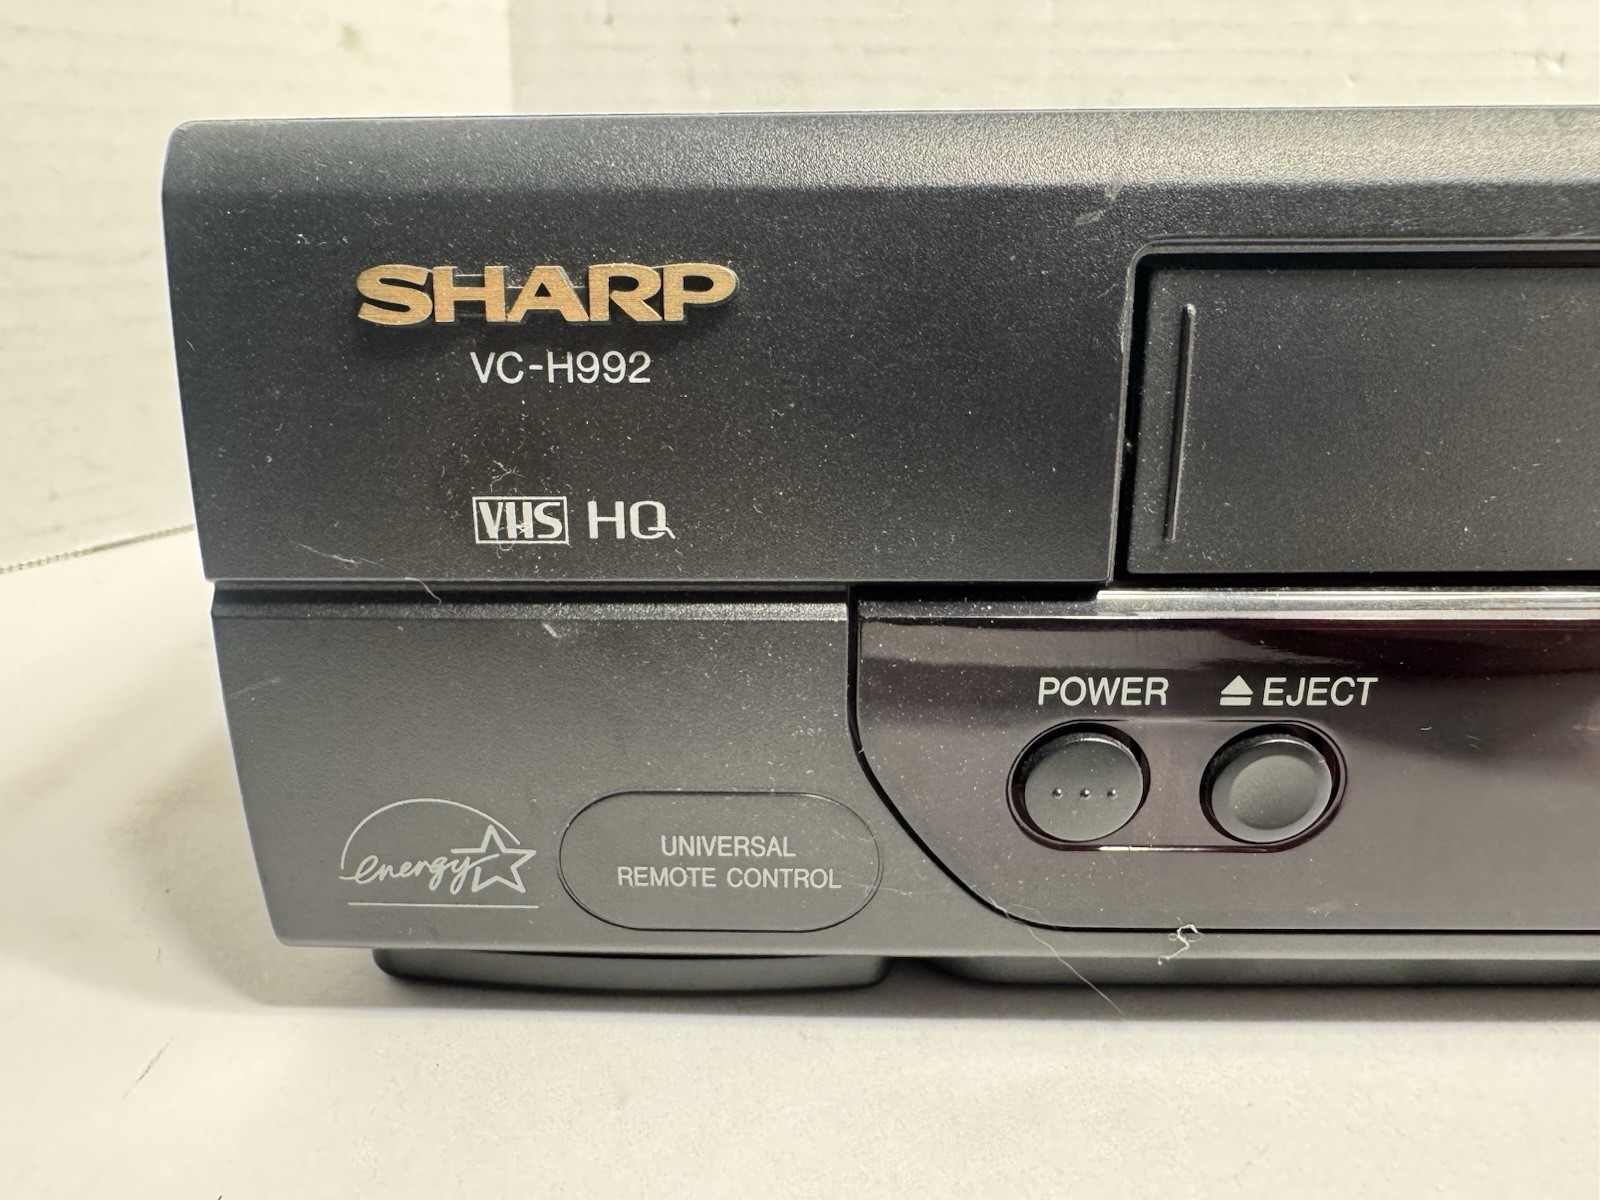 SHARP
VC-H992
VHS HQ
POWER ⏏ EJECT
energy
UNIVERSAL
REMOTE CONTROL